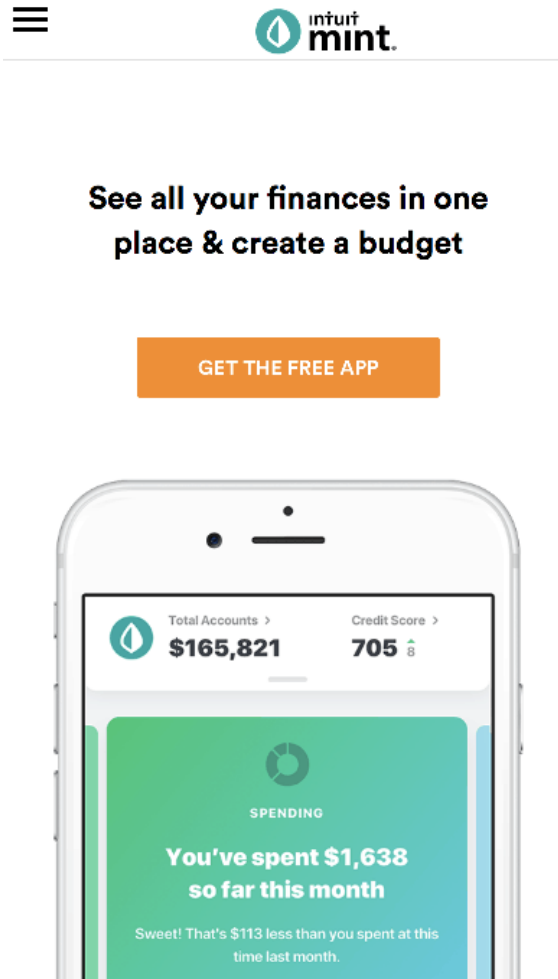 ıntuıt
mınt.
See all your finances in one
place & create a budget
GET THE FREE APP
Total Accounts >
Credit Score >
$165,821
705 8
SPENDING
You've spent $1,638
so far this month
Sweet! That's $113 less than you spent at this
time last month.